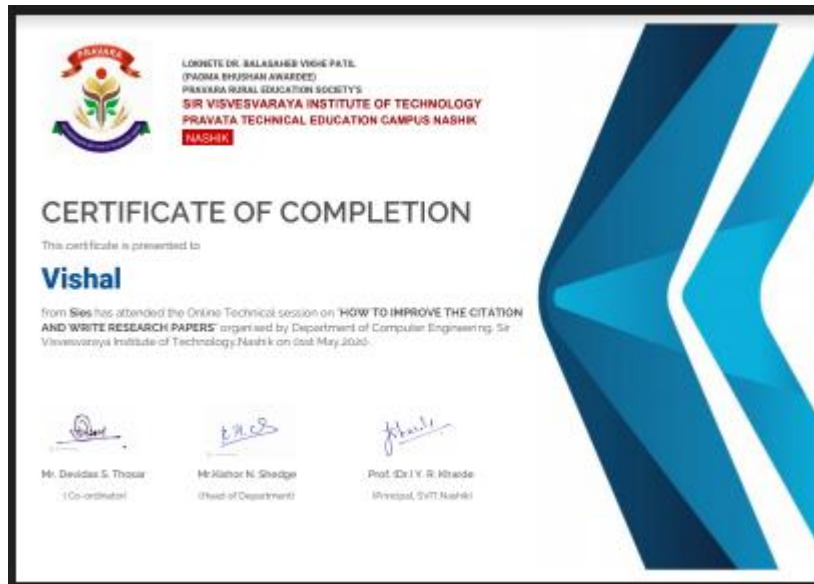 PRAVARA
LOKNETE DR. BALASAHEB VIKHE PATIL
(PADMA BHUSHAN AWARDEE)
PRAVARA RURAL EDUCATION SOCIETY'S
SIR VISVESVARAYA INSTITUTE OF TECHNOLOGY
PRAVATA TECHNICAL EDUCATION CAMPUS NASHIK
NASHIK
CERTIFICATE OF COMPLETION
This certificate is presented to
Vishal
from Sies has attended the Online Technical session on "HOW TO IMPROVE THE CITATION
AND WRITE RESEARCH PAPERS" organised by Department of Computer Engineering, Sir
Visvesvaraya Institute of Technology,Nashik on 01st May,2020.
Mr. Devidas S. Thosar
(Co-ordinator)
Mr.Kishor N. Shedge
(Head of Department)
Prof. (Dr.) Y. R. Kharde
(Principal, SVIT Nashik)